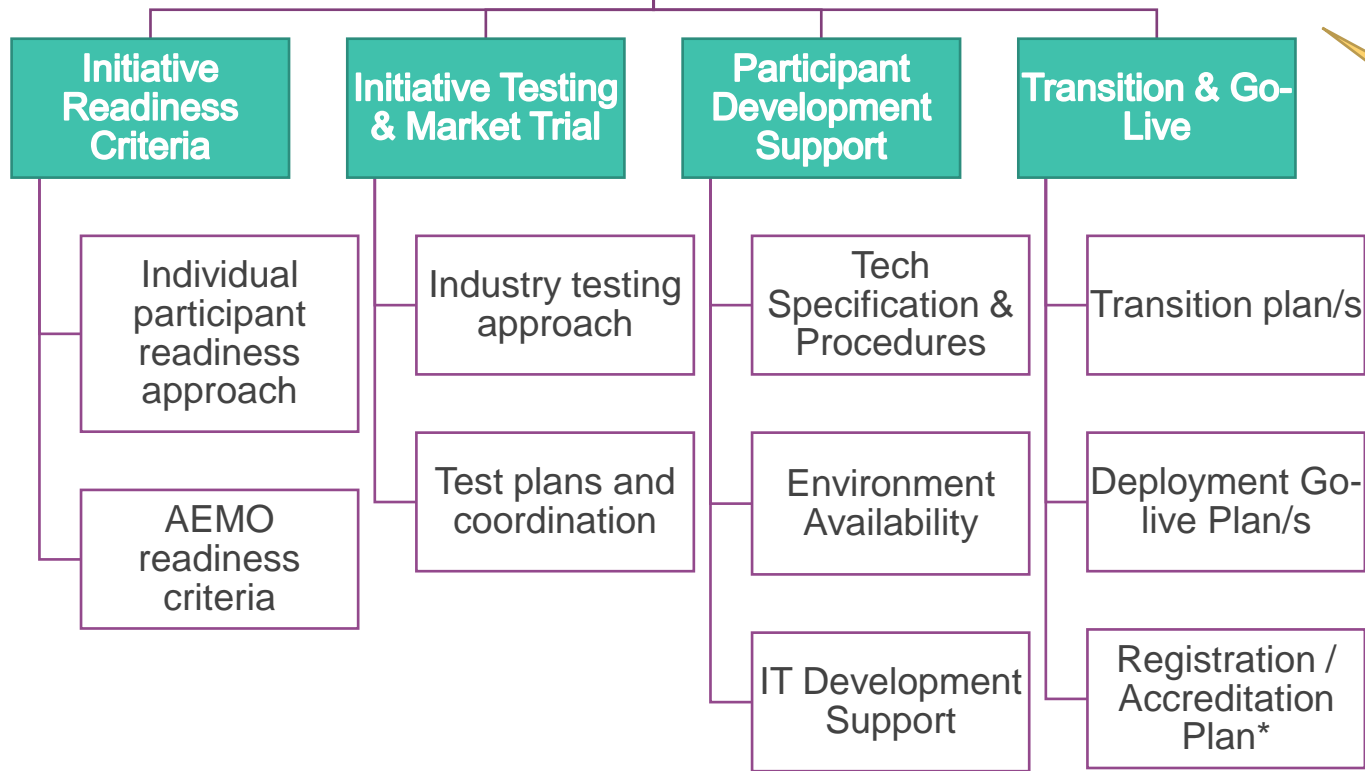 Initiative
Readiness
Criteria
Initiative Testing
& Market Trial
Participant
Development
Support
Transition & Go-
Live
Individual
participant
readiness
approach
AEMO
readiness
criteria
Industry testing
approach
Test plans and
coordination
Tech
Specification &
Procedures
Environment
Availability
IT Development
Support
Transition plan/s
Deployment Go-
live Plan/s
Registration /
Accreditation
Plan*